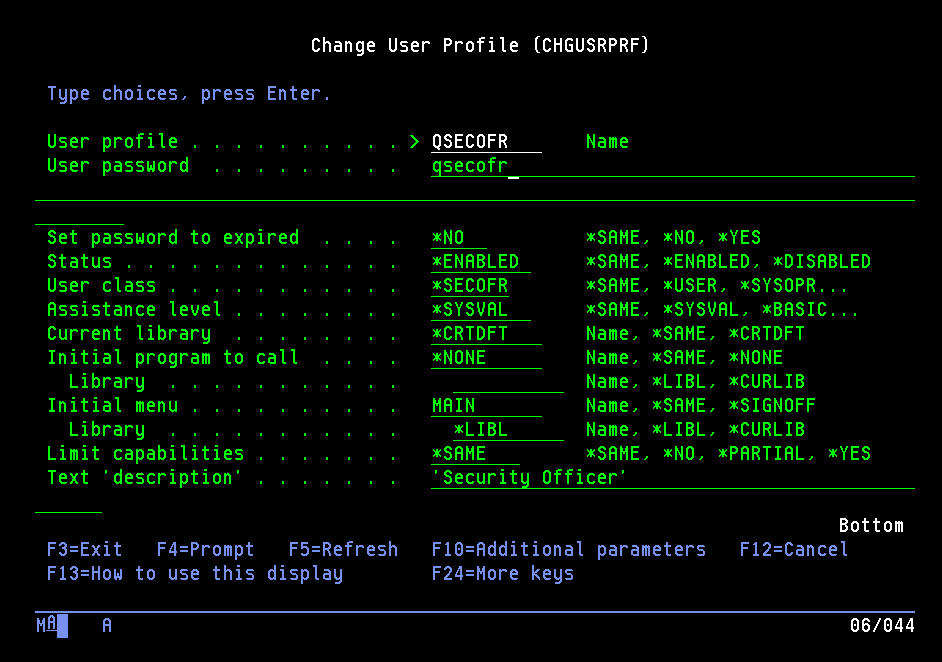 Change User Profile (CHGUSRPRF)
Type choices, press Enter.
User profile . . . . . . . . . . > QSECOFR Name
User password . . . . . . . . . qsecofr_
Set password to expired . . . . *NO *SAME, *NO, *YES
Status . . . . . . . . . . . . . *ENABLED *SAME, *ENABLED, *DISABLED
User class . . . . . . . . . . . *SECOFR *SAME, *USER, *SYSOPR...
Assistance level . . . . . . . . *SYSVAL *SAME, *SYSVAL, *BASIC...
Current library . . . . . . . . *CRTDFT Name, *SAME, *CRTDFT
Initial program to call . . . . *NONE Name, *SAME, *NONE
Library . . . . . . . . . . . Name, *LIBL, *CURLIB
Initial menu . . . . . . . . . . MAIN Name, *SAME, *SIGNOFF
Library . . . . . . . . . . . *LIBL Name, *LIBL, *CURLIB
Limit capabilities . . . . . . . *SAME *SAME, *NO, *PARTIAL, *YES
Text 'description' . . . . . . . 'Security Officer'
Bottom
F3=Exit F4=Prompt F5=Refresh F10=Additional parameters F12=Cancel
F13=How to use this display F24=More keys
MA A 06/044